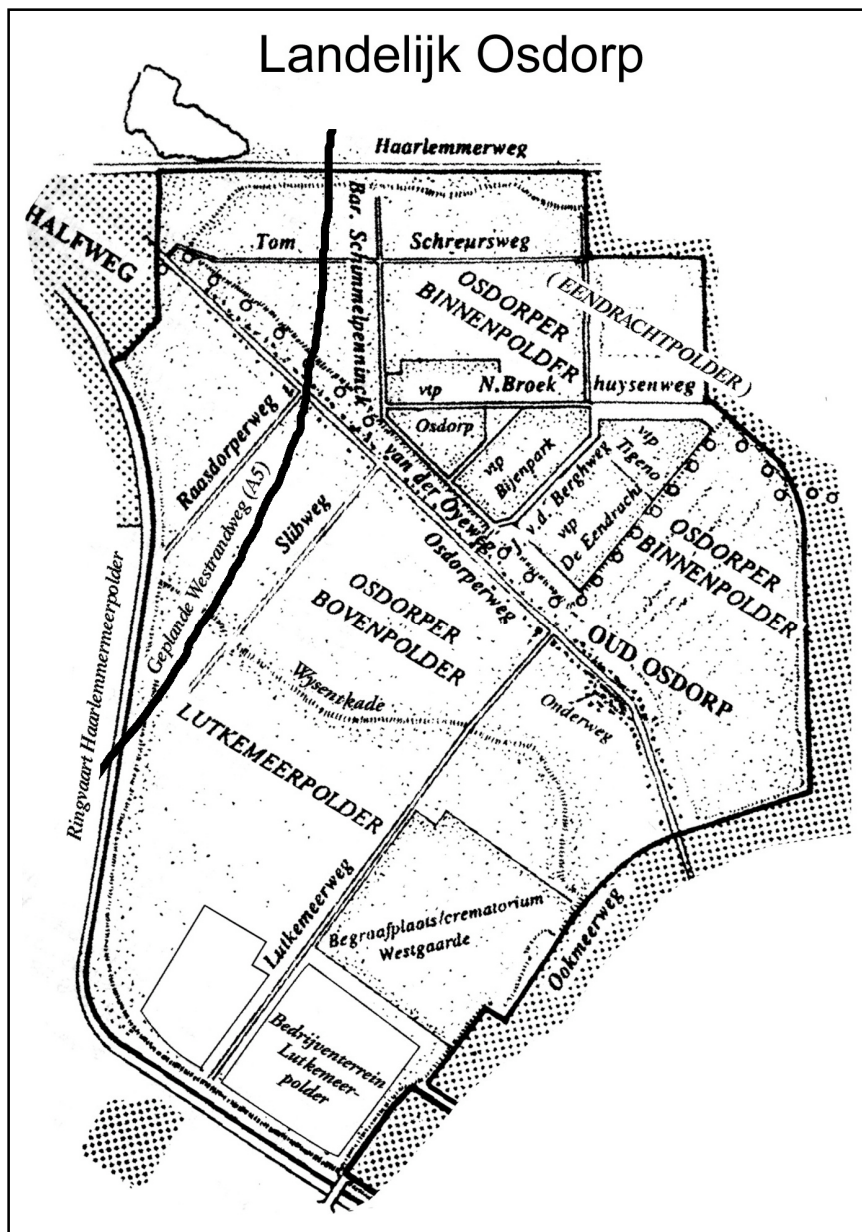 Landelijk Osdorp
Haarlemmerweg
HALFWEG
Tom
Schreursweg
Bar. Schimmelpenninck
van der Oyeweg
OSDORPER
BINNENPOLDER
( EENDRACHTPOLDER )
N.Broek
huysenweg
vtp
Osdorp
vtp
Bijenpark
v.d. Berghweg
vtp
Tigeno
vtp
De Eendracht
Raasdorperweg
Geplande Westrandweg (A5)
Slibweg
Osdorperweg
OSDORPER
BINNENPOLDER
OSDORPER
BOVENPOLDER
OUD OSDORP
Ringvaart Haarlemmermeerpolder
Wysentkade
Onderweg
LUTKEMEERPOLDER
Lutkemeerweg
Begraafplaats/crematorium
Westgaarde
Ookmeerweg
Bedrijventerrein
Lutkemeer-
polder